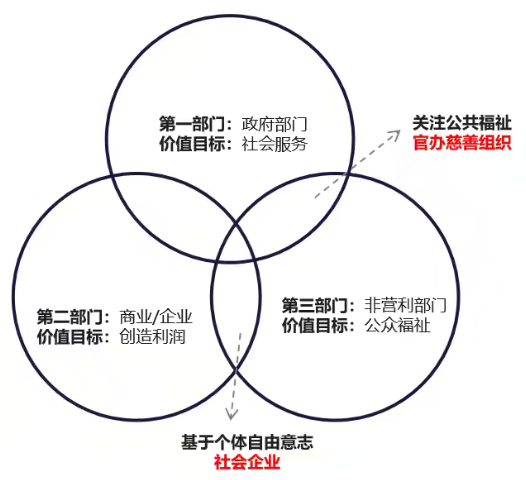 第一部门：政府部门
价值目标：社会服务
关注公共福祉
官办慈善组织
第二部门：商业/企业
价值目标：创造利润
第三部门：非营利部门
价值目标：公众福祉
基于个体自由意志
社会企业